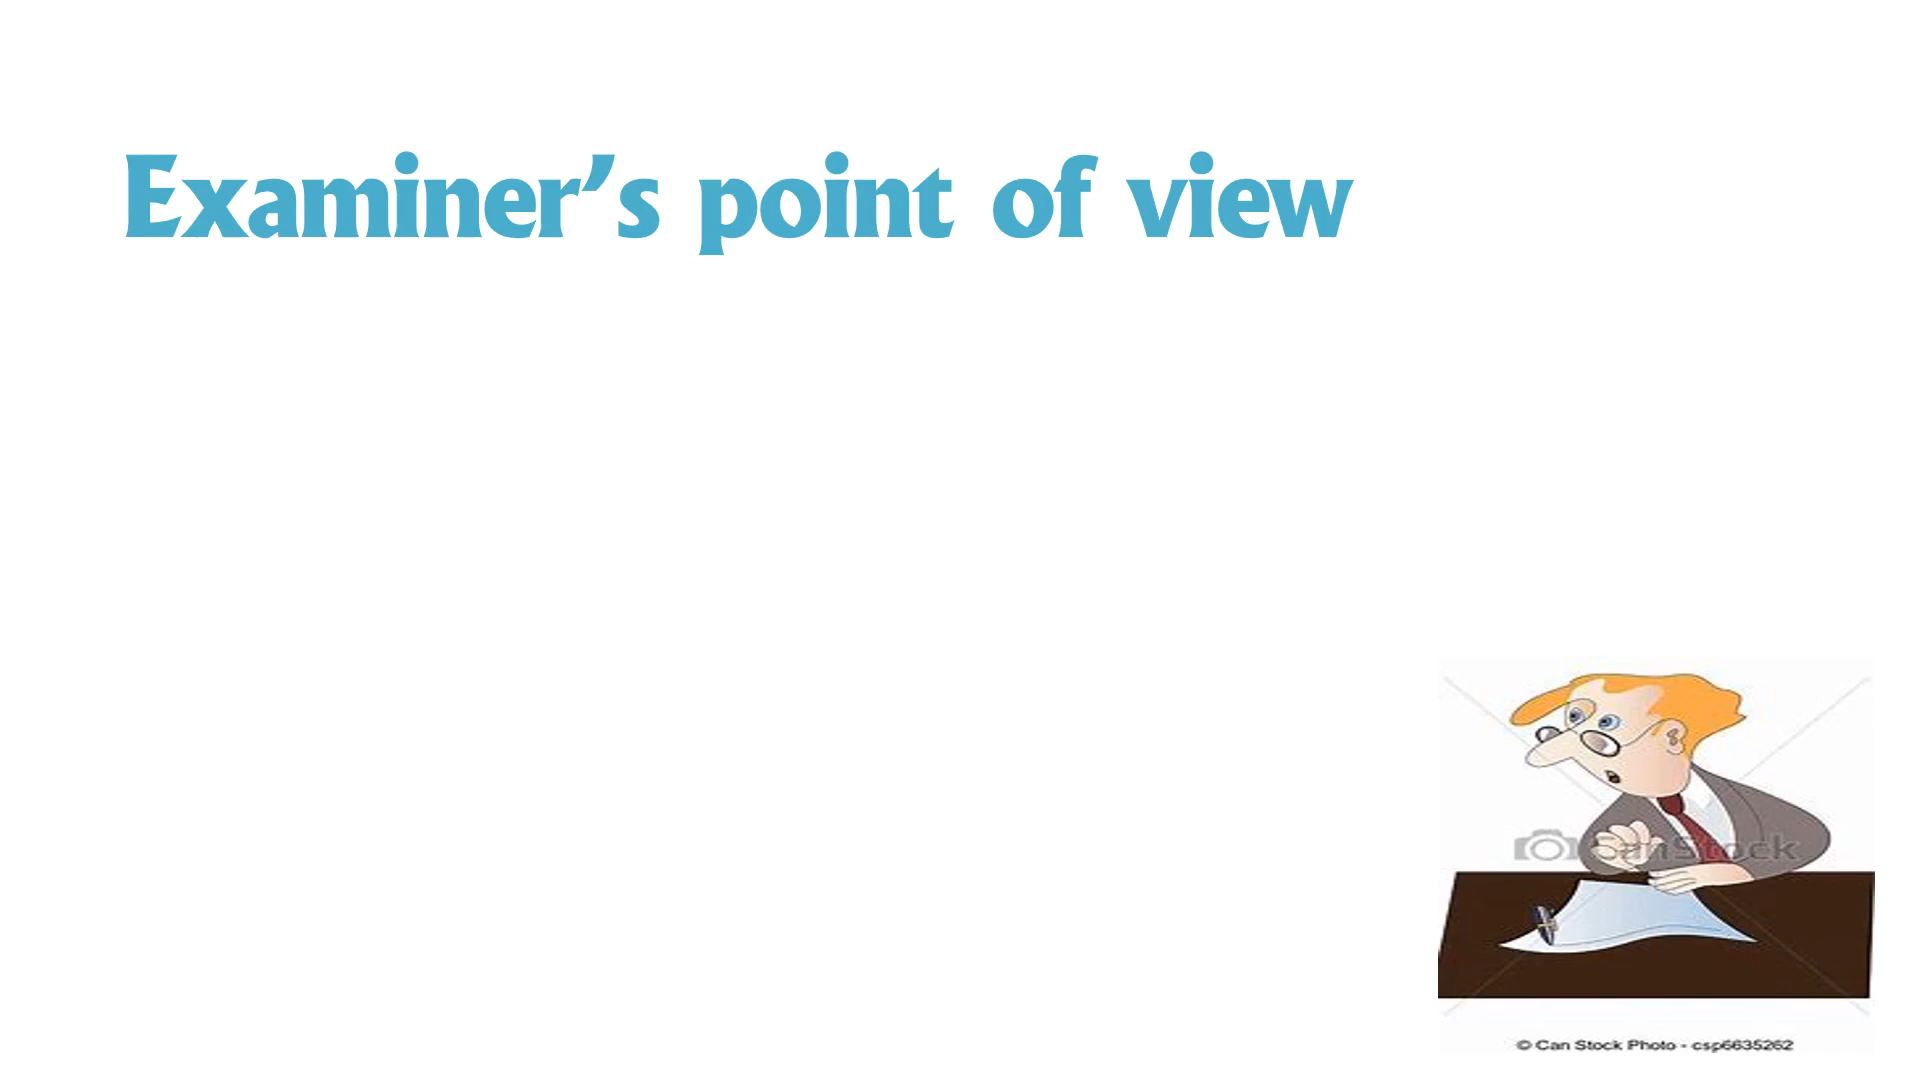 Examiner’s point of view
CanStock
© Can Stock Photo - csp6635262